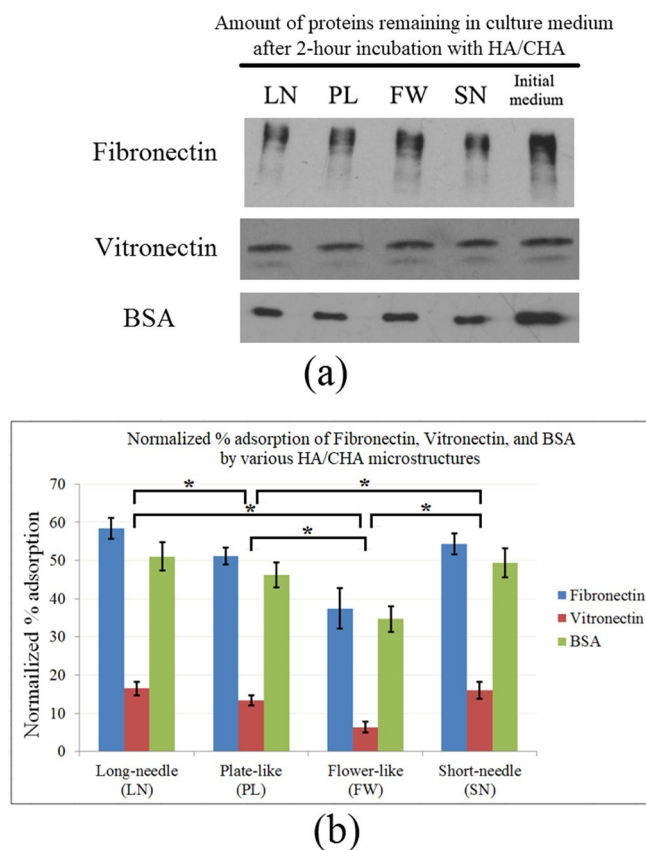 Amount of proteins remaining in culture medium
after 2-hour incubation with HA/CHA
LN PL FW SN Initial
medium
Fibronectin
Vitronectin
BSA
(a)
Normalized % adsorption of Fibronectin, Vitronectin, and BSA
by various HA/CHA microstructures
Normailized % adsorption
70
60
50
40
30
20
10
0
* * * * *
Fibronectin
Vitronectin
BSA
Long-needle Plate-like Flower-like Short-needle
(LN) (PL) (FW) (SN)
(b)